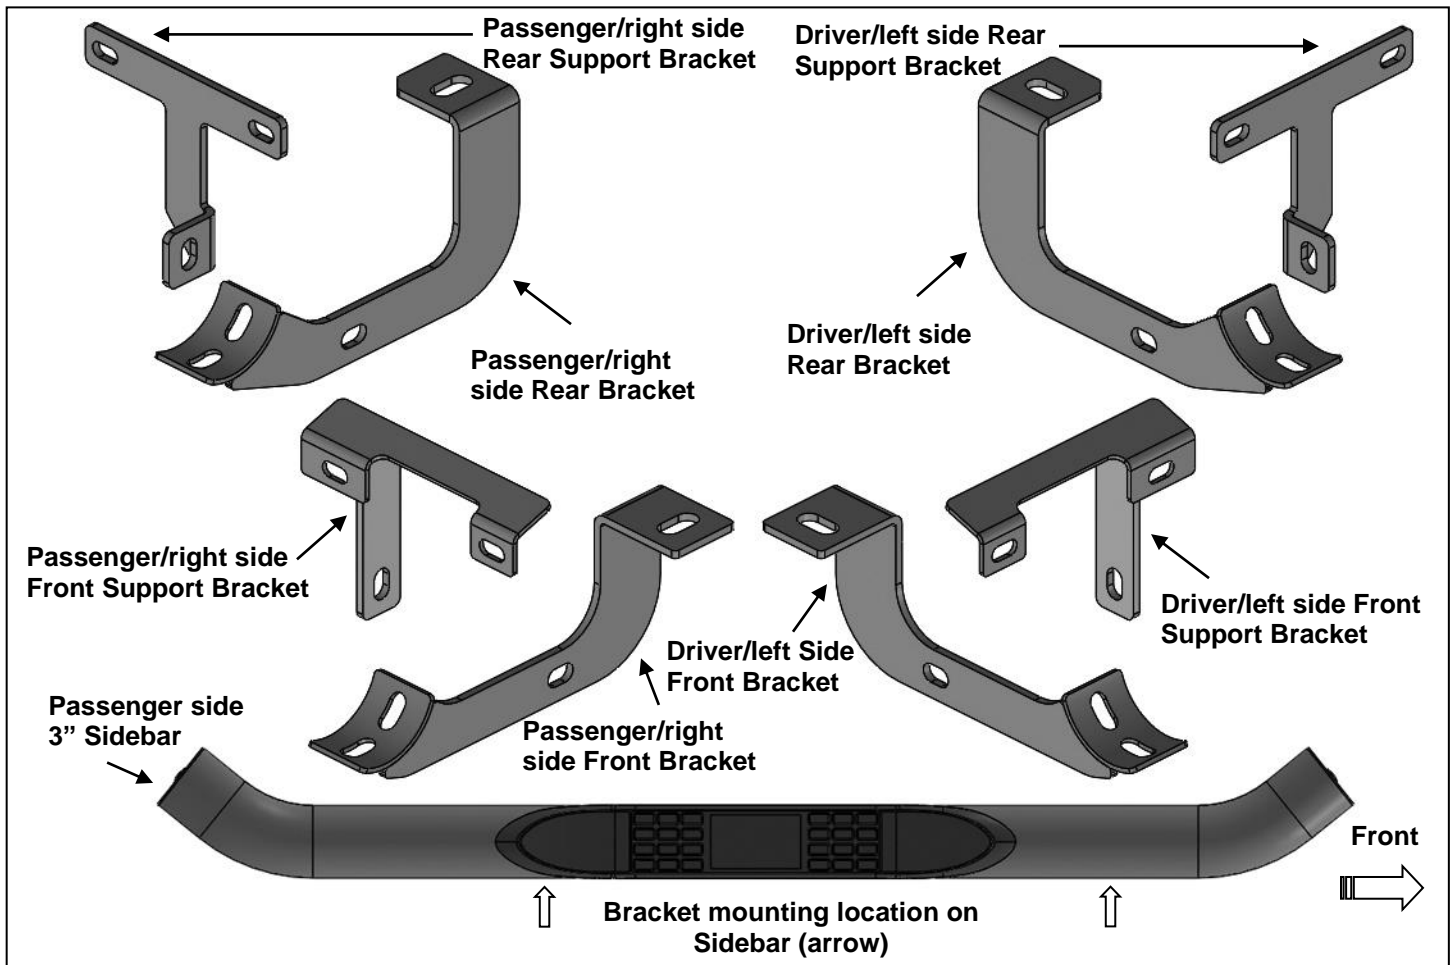 Passenger/right side
Rear Support Bracket
Driver/left side Rear
Support Bracket
Passenger/right
side Rear Bracket
Driver/left side
Rear Bracket
Passenger/right side
Front Support Bracket
Driver/left side Front
Support Bracket
Driver/left Side
Front Bracket
Passenger/right
side Front Bracket
Passenger side
3” Sidebar
Front
Bracket mounting location on
Sidebar (arrow)